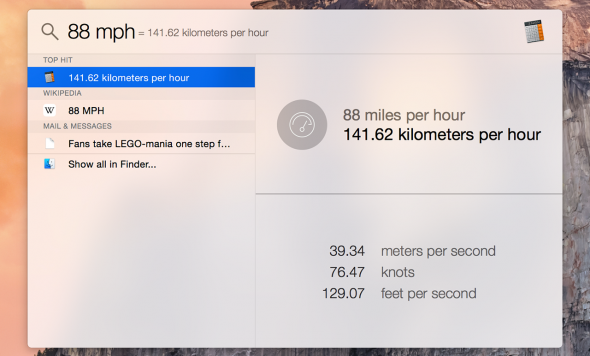 88 mph = 141.62 kilometers per hour
TOP HIT
141.62 kilometers per hour
WIKIPEDIA
W 88 MPH
MAIL & MESSAGES
Fans take LEGO-mania one step f...
Show all in Finder...
88 miles per hour
141.62 kilometers per hour
39.34 meters per second
76.47 knots
129.07 feet per second